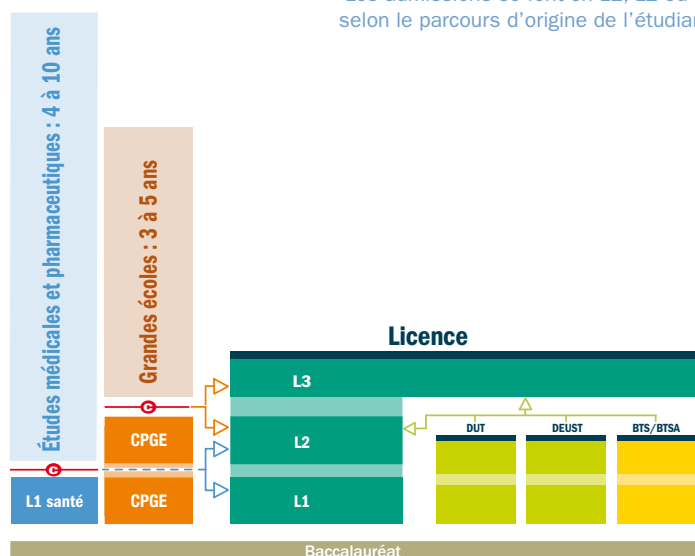 selon le parcours d'origine de l'étudian
Études médicales et pharmaceutiques : 4 à 10 ans
Grandes écoles : 3 à 5 ans
Licence
L3
C
CPGE
L2
DUT
DEUST
BTS/BTSA
C
L1 santé
CPGE
L1
Baccalauréat